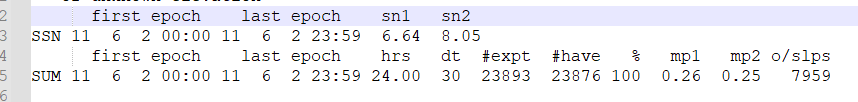 2 first epoch last epoch sn1 sn2
3 SSN 11 6 2 00:00 11 6 2 23:59 6.64 8.05
4 first epoch last epoch hrs dt #expt #have % mp1 mp2 o/slps
5 SUM 11 6 2 00:00 11 6 2 23:59 24.00 30 23893 23876 100 0.26 0.25 7959
6